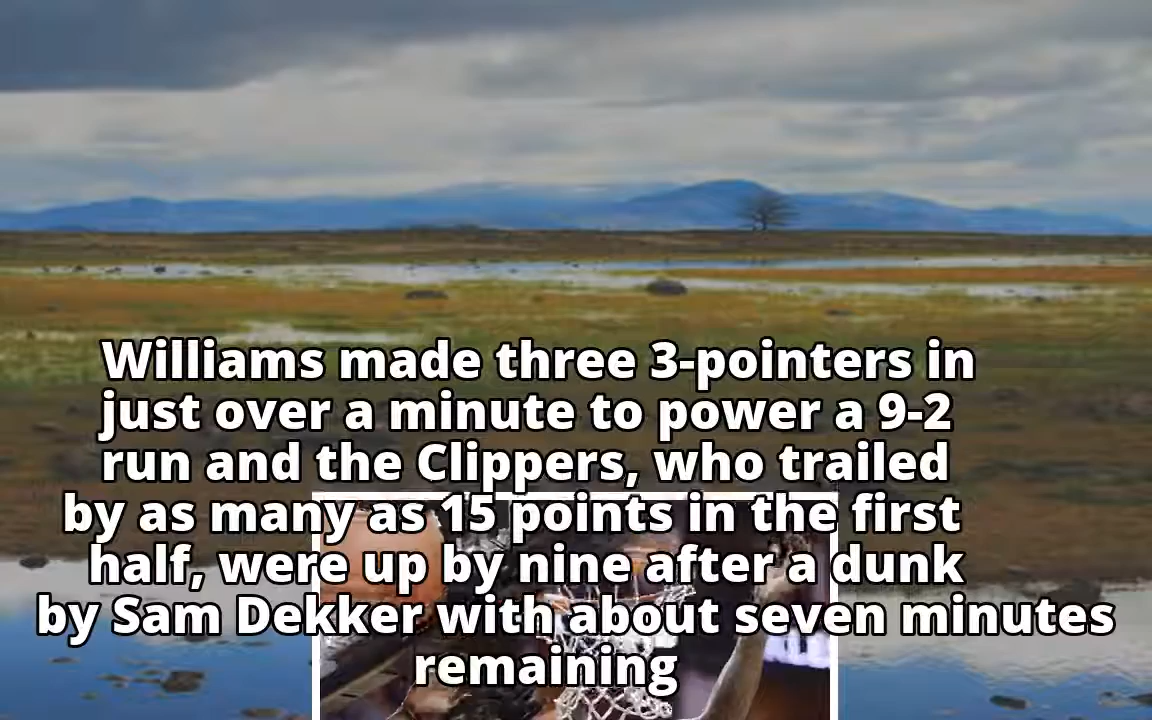 Williams made three 3-pointers in
just over a minute to power a 9-2
run and the Clippers, who trailed
by as many as 15 points in the first
half, were up by nine after a dunk
by Sam Dekker with about seven minutes
remaining